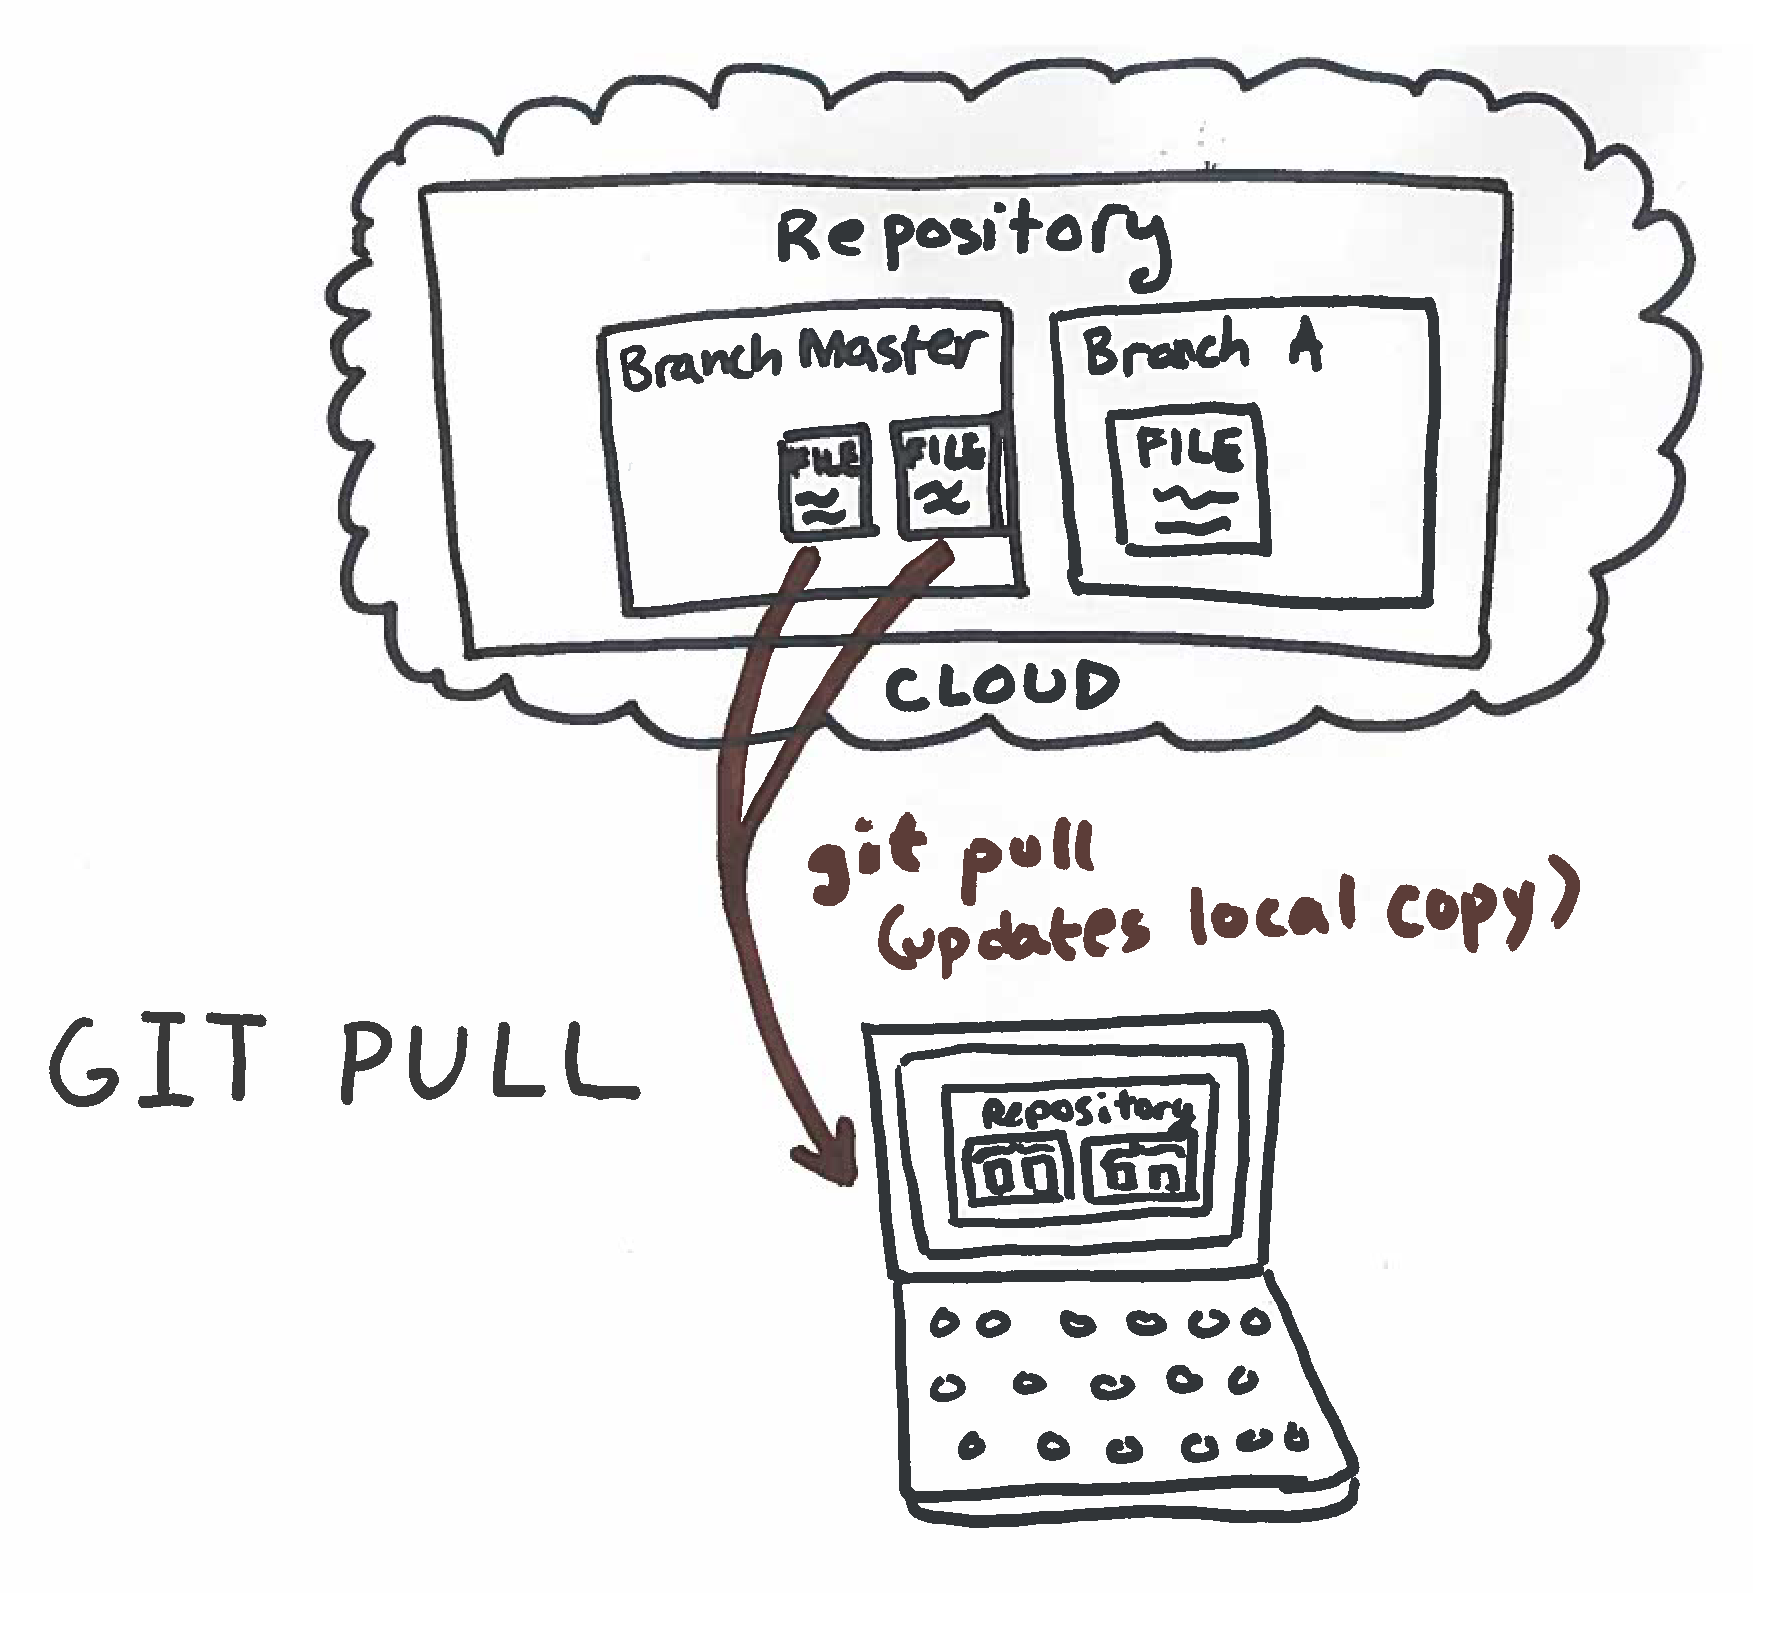 Repository
Branch Master
Branch A
FILE
FILE
FILE
CLOUD
git pull
(updates local copy)
GIT PULL
Repository